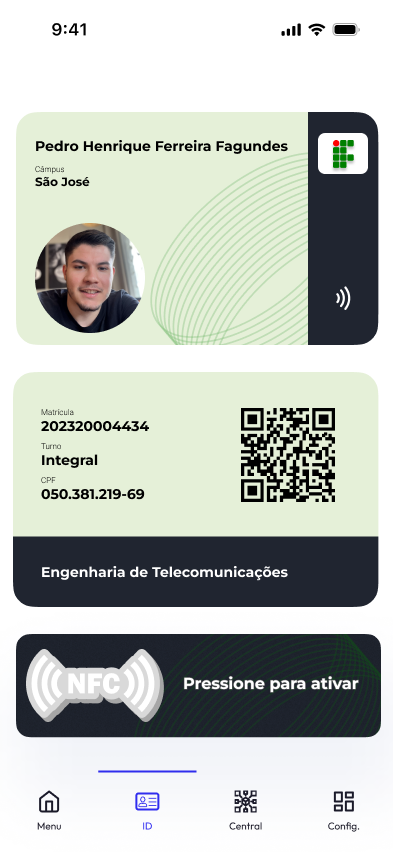 9:41
Pedro Henrique Ferreira Fagundes
Câmpus
São José
Matrícula
202320004434
Turno
Integral
CPF
050.381.219-69
Engenharia de Telecomunicações
NFC
Pressione para ativar
Menu
ID
Central
Config.